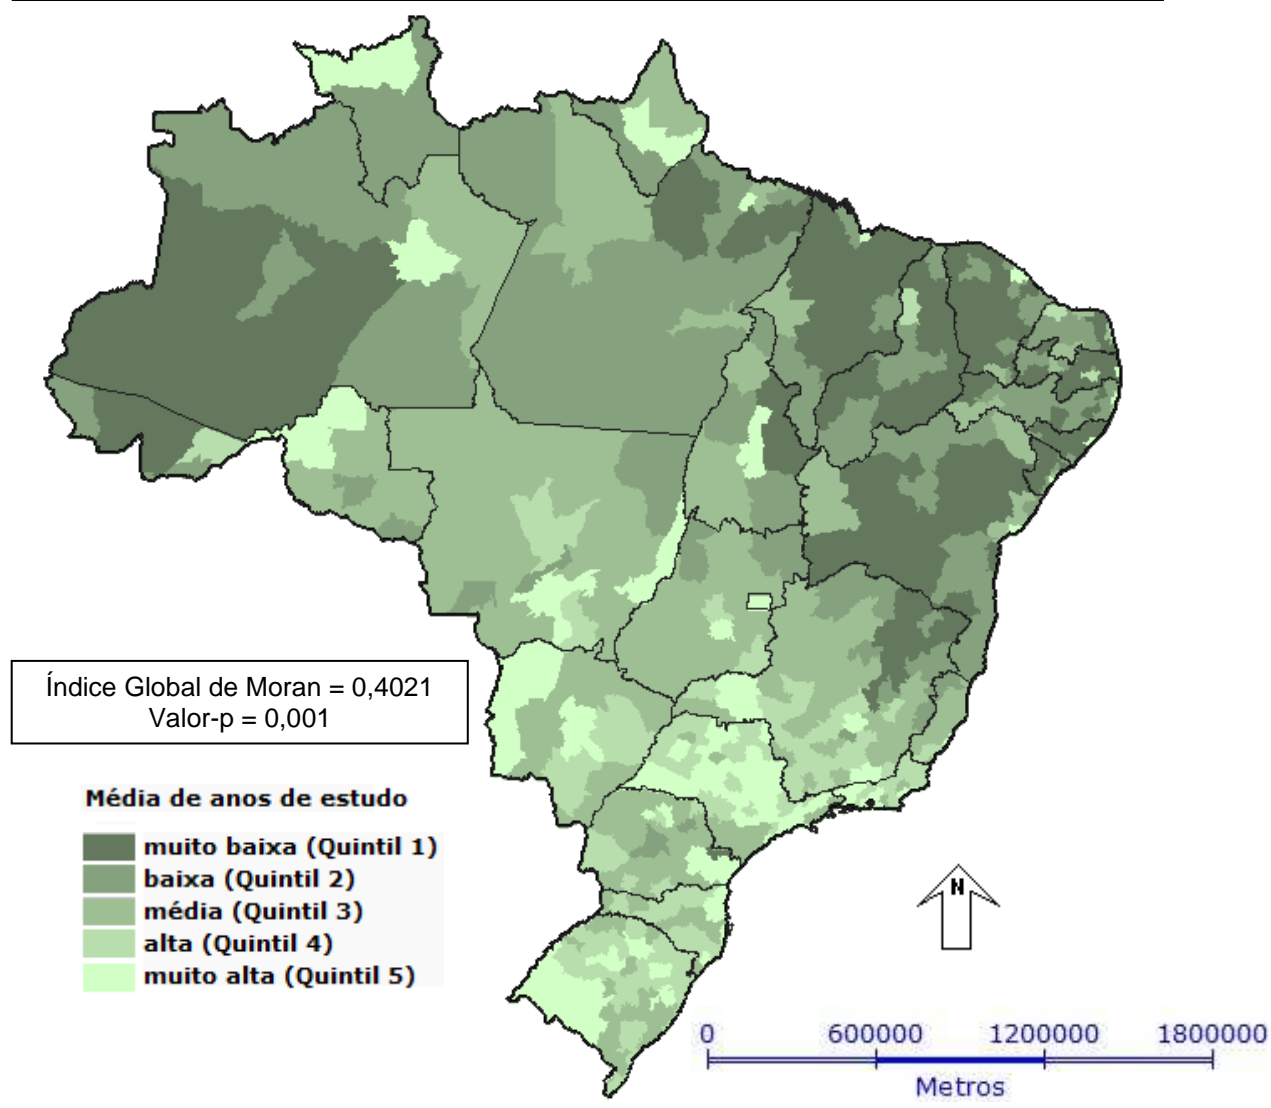 Índice Global de Moran = 0,4021
Valor-p = 0,001
Média de anos de estudo
muito baixa (Quintil 1)
baixa (Quintil 2)
média (Quintil 3)
alta (Quintil 4)
muito alta (Quintil 5)
N
0 600000 1200000 1800000
Metros